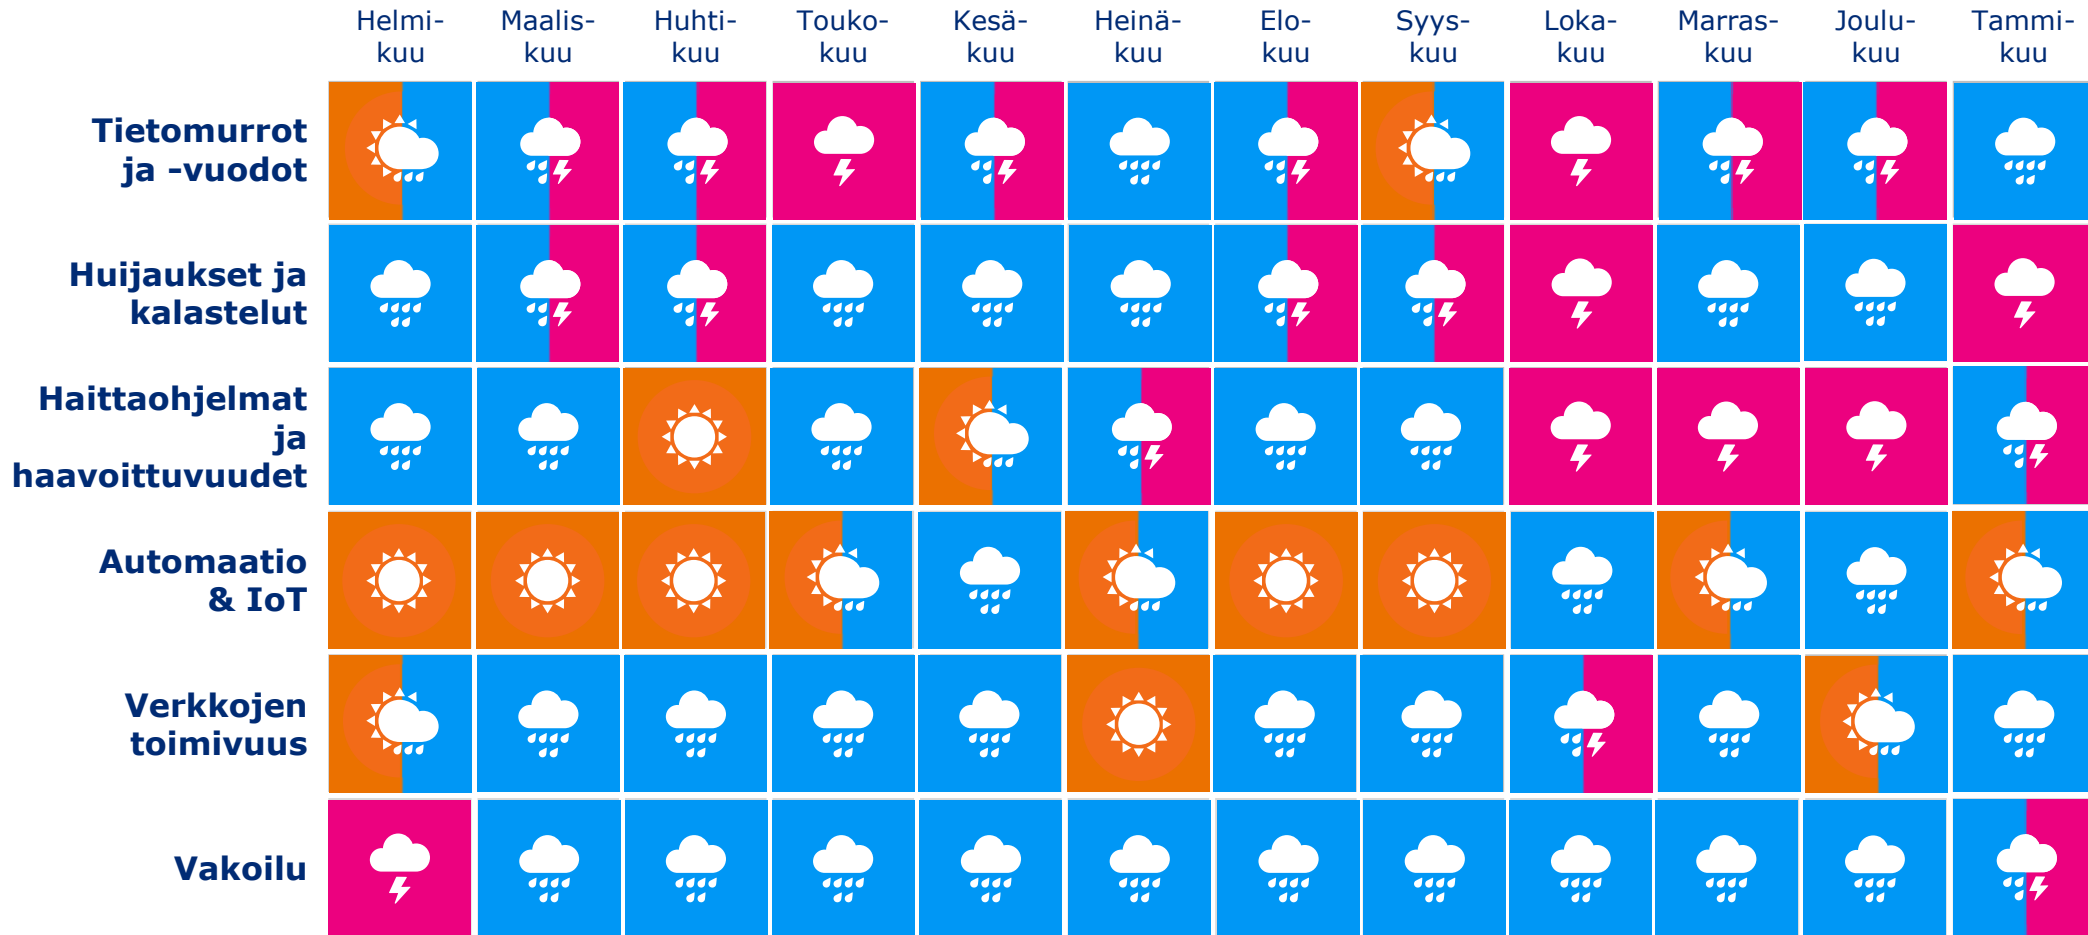 Helmi- Maalis- Huhti- Touko- Kesä- Heinä- Elo- Syys- Loka- Marras- Joulu- Tammi-
kuu kuu kuu kuu kuu kuu kuu kuu kuu kuu kuu kuu
Tietomurrot
ja -vuodot
Huijaukset ja
kalastelut
Haittaohjelmat
ja
haavoittuvuudet
Automaatio
& IoT
Verkkojen
toimivuus
Vakoilu